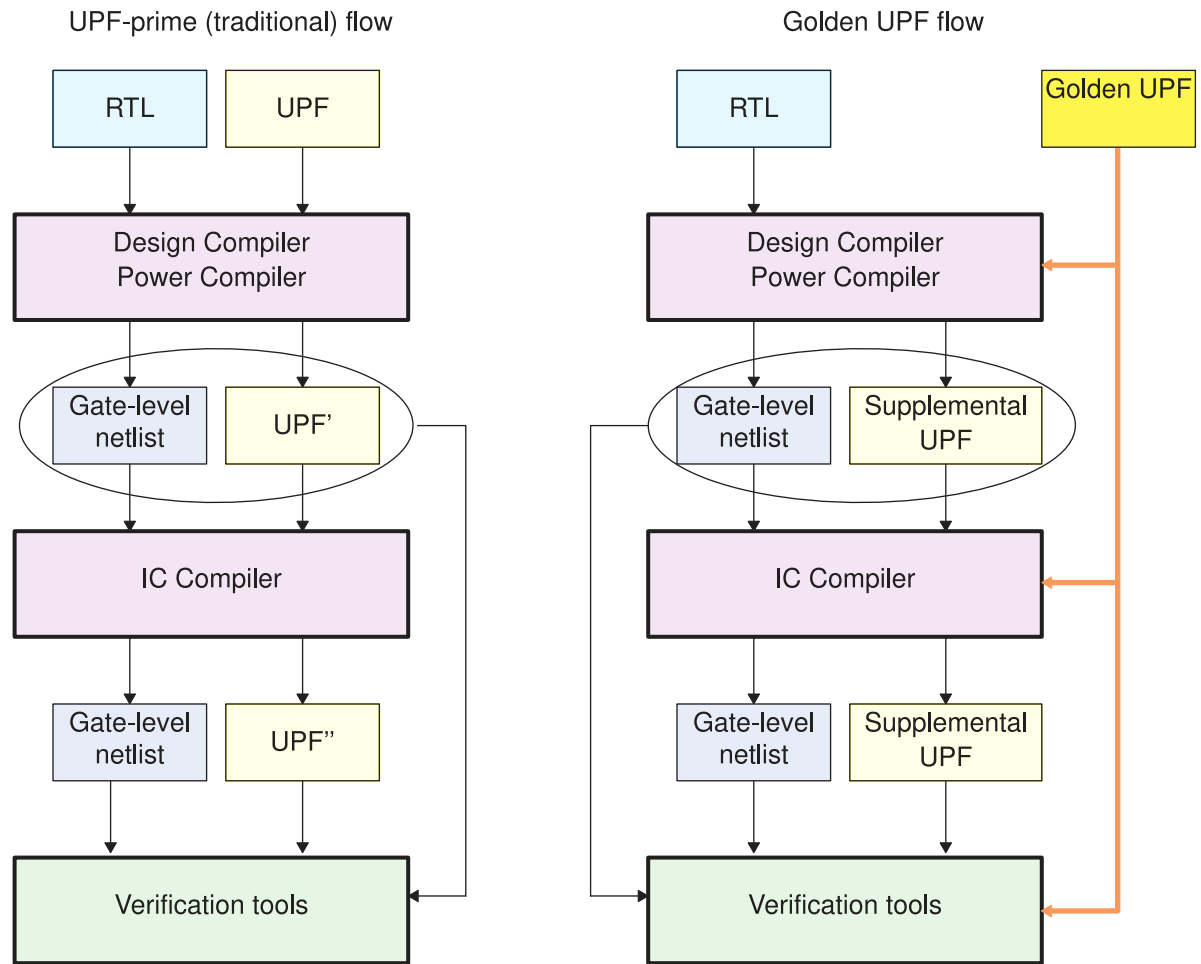 UPF-prime (traditional) flow
RTL
UPF
Design Compiler
Power Compiler
Gate-level
netlist
UPF’
IC Compiler
Gate-level
netlist
UPF’’
Verification tools
Golden UPF flow
RTL
Golden UPF
Design Compiler
Power Compiler
Gate-level
netlist
Supplemental
UPF
IC Compiler
Gate-level
netlist
Supplemental
UPF
Verification tools